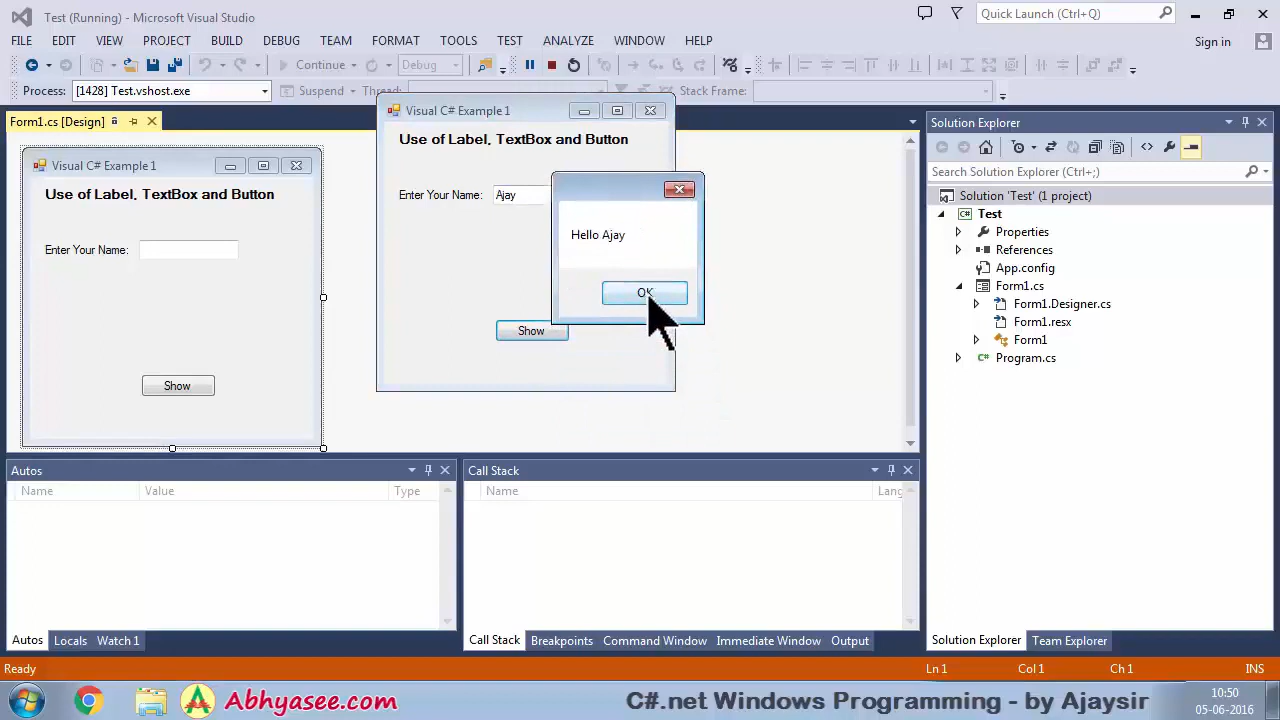 Test (Running) - Microsoft Visual Studio
Quick Launch (Ctrl+Q)
FILE EDIT VIEW PROJECT BUILD DEBUG TEAM FORMAT TOOLS TEST ANALYZE WINDOW HELP
Sign in
Continue Debug
Process: [1428] Test.vshost.exe Suspend Thread: Stack Frame:
Form1.cs [Design]
Visual C# Example 1
Use of Label, TextBox and Button
Enter Your Name:
Show
Visual C# Example 1
Use of Label, TextBox and Button
Enter Your Name: Ajay
Show
Hello Ajay
OK
Solution Explorer
Search Solution Explorer (Ctrl+;)
Solution 'Test' (1 project)
Test
Properties
References
App.config
Form1.cs
Form1.Designer.cs
Form1.resx
Form1
Program.cs
Autos
Name Value Type
Call Stack
Name Lang
Autos Locals Watch 1
Call Stack Breakpoints Command Window Immediate Window Output
Solution Explorer Team Explorer
Ready Ln 1 Col 1 Ch 1 INS
Abhyasee.com
C#.net Windows Programming - by Ajaysir
10:50
05-06-2016